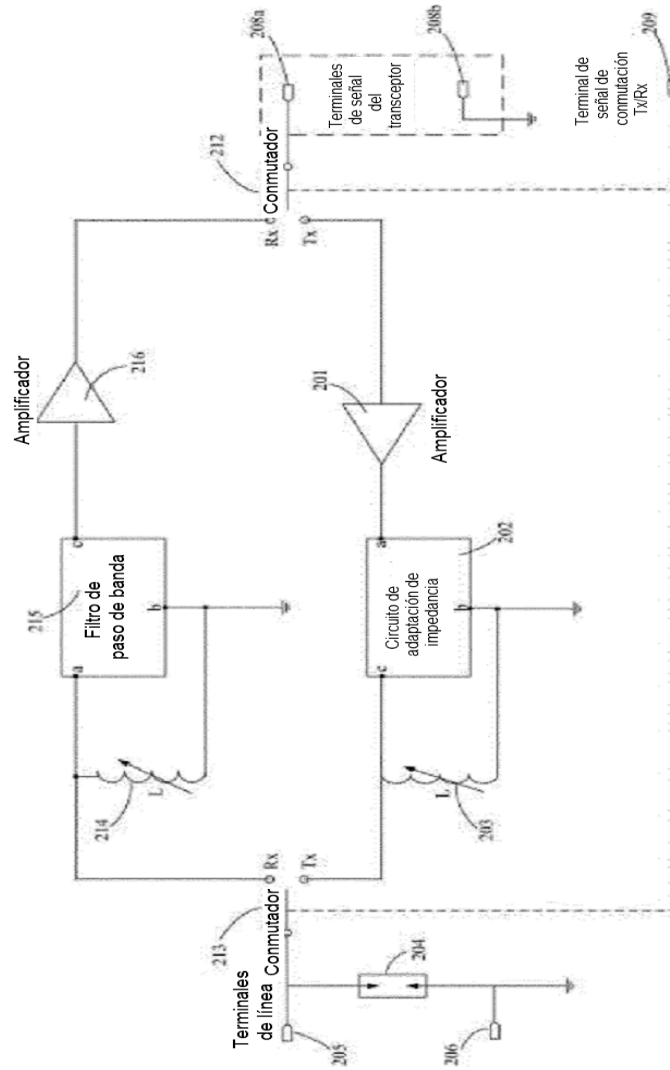 Amplificador
216
215
a
c
Filtro de
paso de banda
b
L
214
Rx
Tx
213
Conmutador
Terminales
de línea
205
204
206
212
Conmutador
Rx
Tx
208a
Terminales
de señal
del
transceptor
208b
201
Amplificador
c
a
Circuito de
adaptación de
impedancia
b
202
L
203
Terminal de
señal de
conmutación
Tx/Rx
209